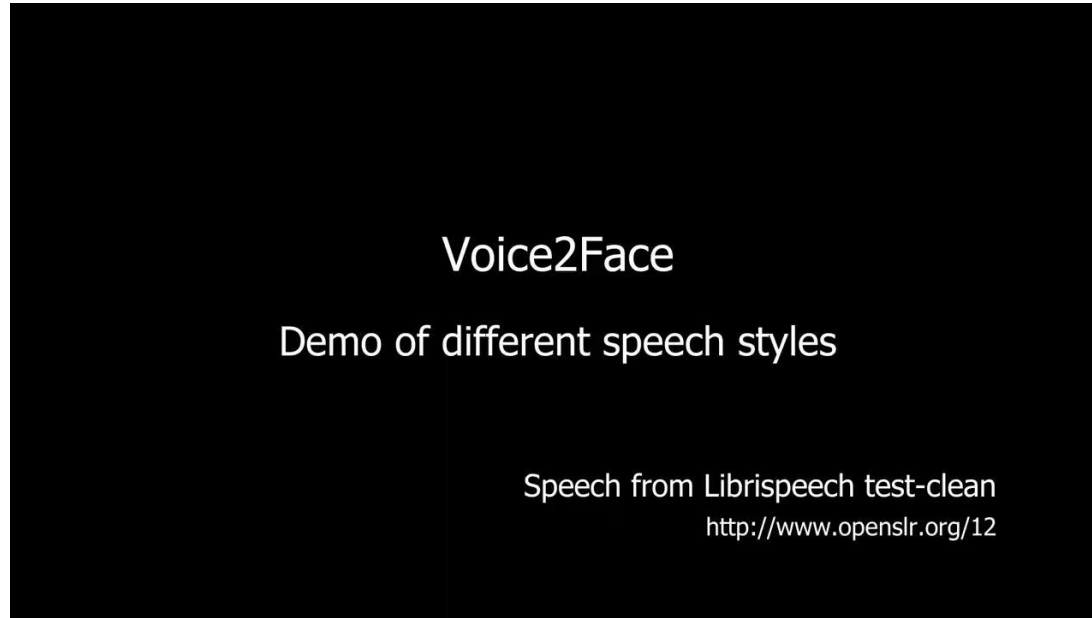 Voice2Face
Demo of different speech styles
Speech from Librispeech test-clean
http://www.openslr.org/12